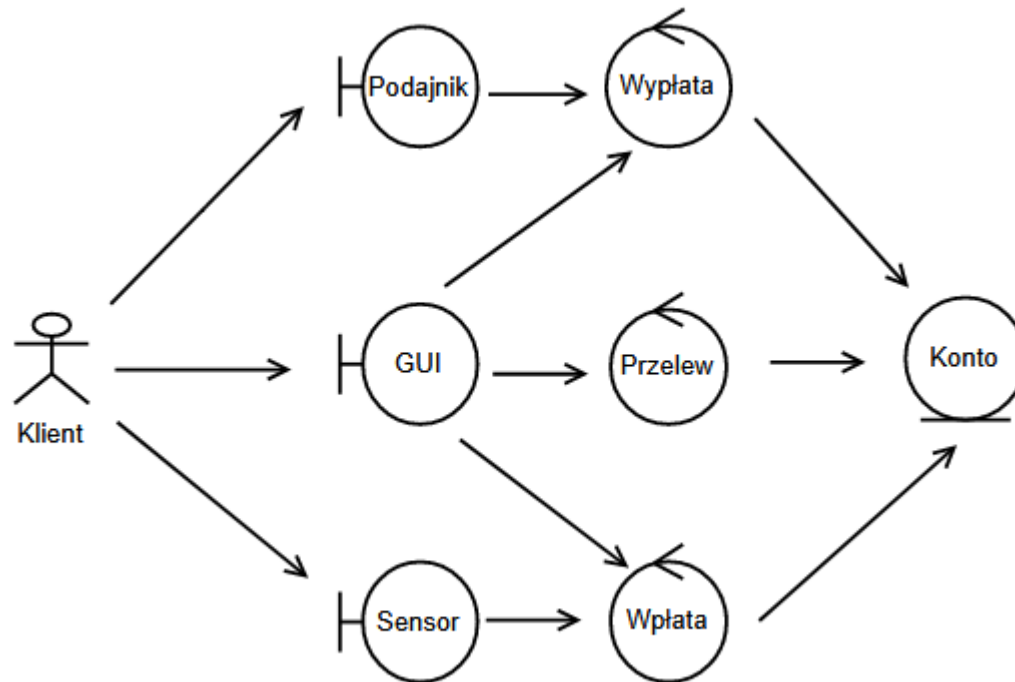 Podajnik
Wypłata
GUI
Przelew
Konto
Klient
Sensor
Wpłata